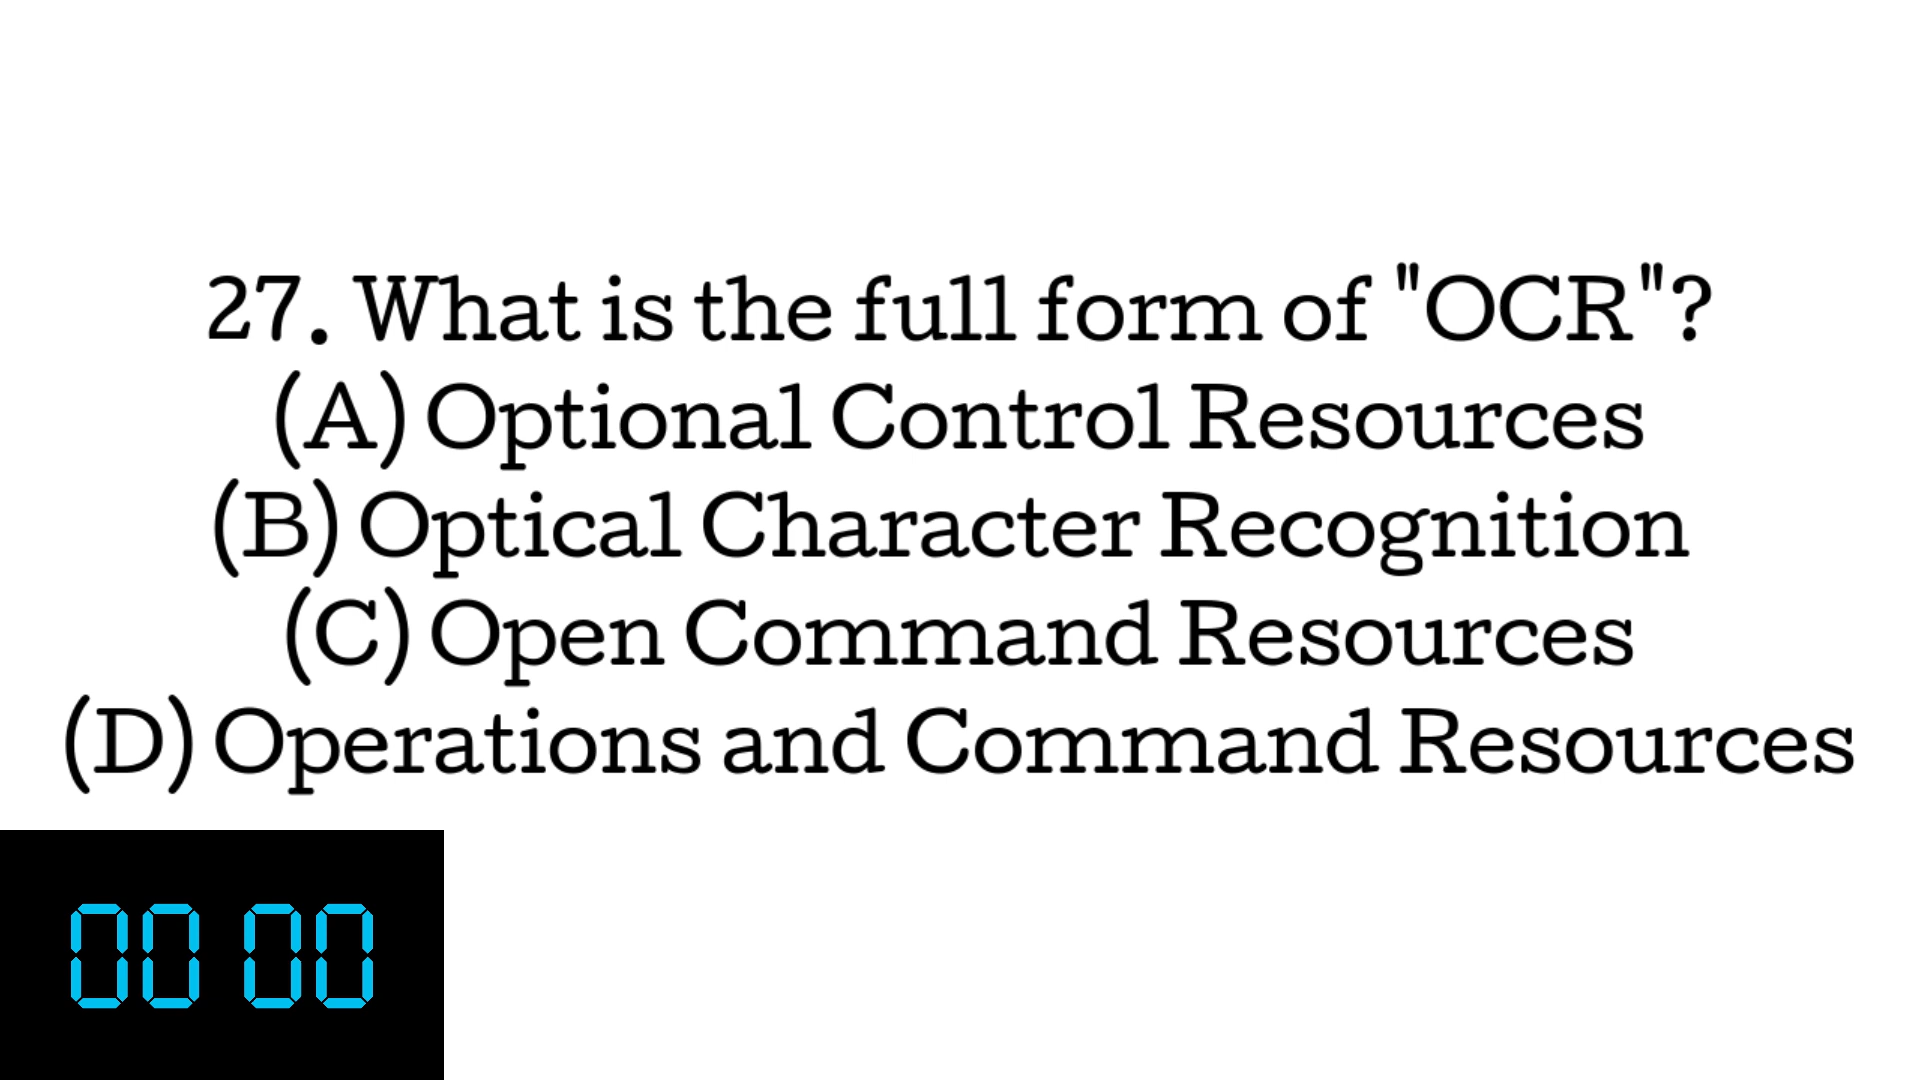 27. What is the full form of "OCR"?
(A) Optional Control Resources
(B) Optical Character Recognition
(C) Open Command Resources
(D) Operations and Command Resources
00 00